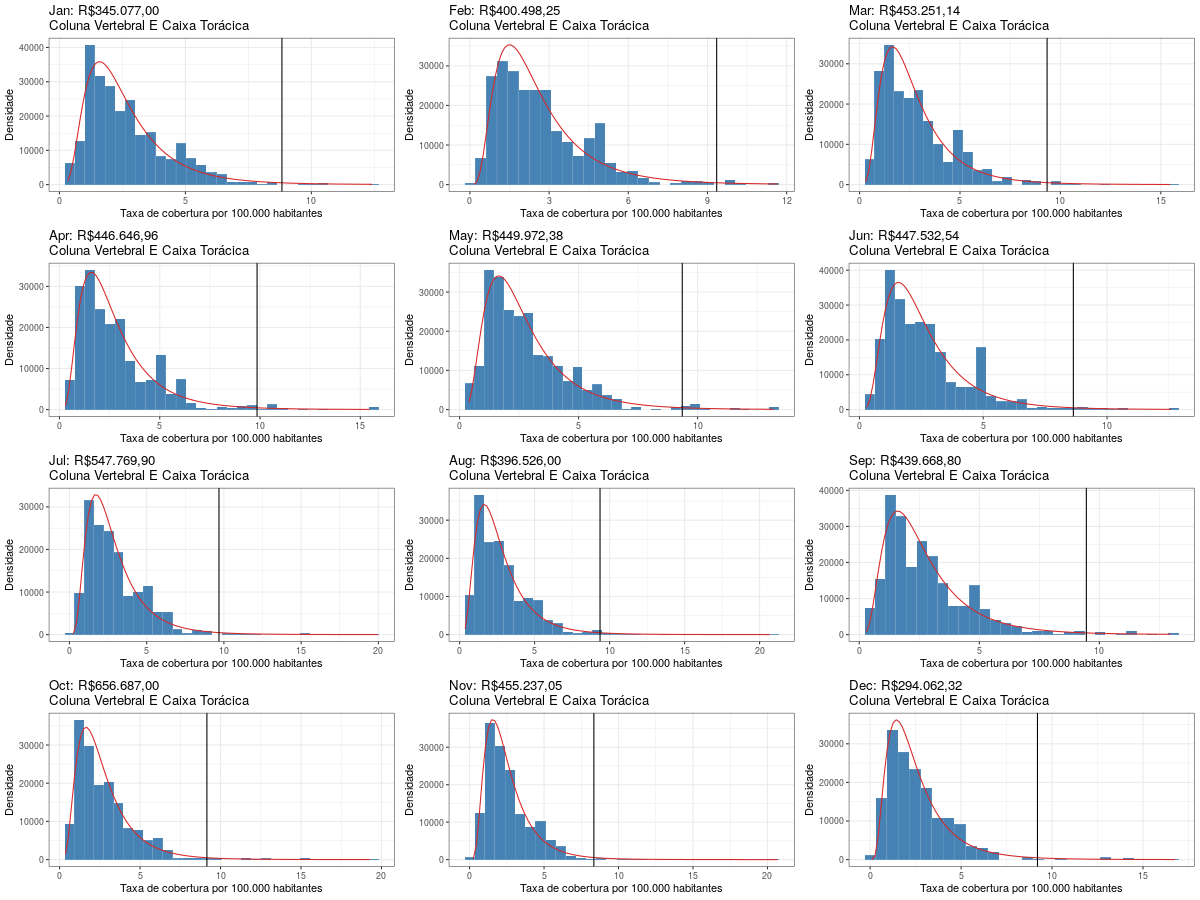 Jan: R$345.077,00
Coluna Vertebral E Caixa Torácica
Densidade
40000
30000
20000
10000
0
0 5 10
Taxa de cobertura por 100.000 habitantes
Feb: R$400.498,25
Coluna Vertebral E Caixa Torácica
Densidade
30000
20000
10000
0
0 3 6 9 12
Taxa de cobertura por 100.000 habitantes
Mar: R$453.251,14
Coluna Vertebral E Caixa Torácica
Densidade
30000
20000
10000
0
0 5 10 15
Taxa de cobertura por 100.000 habitantes
Apr: R$446.646,96
Coluna Vertebral E Caixa Torácica
Densidade
30000
20000
10000
0
0 5 10 15
Taxa de cobertura por 100.000 habitantes
May: R$449.972,38
Coluna Vertebral E Caixa Torácica
Densidade
30000
20000
10000
0
0 5 10
Taxa de cobertura por 100.000 habitantes
Jun: R$447.532,54
Coluna Vertebral E Caixa Torácica
Densidade
40000
30000
20000
10000
0
0 5 10
Taxa de cobertura por 100.000 habitantes
Jul: R$547.769,90
Coluna Vertebral E Caixa Torácica
Densidade
30000
20000
10000
0
0 5 10 15 20
Taxa de cobertura por 100.000 habitantes
Aug: R$396.526,00
Coluna Vertebral E Caixa Torácica
Densidade
30000
20000
10000
0
0 5 10 15 20
Taxa de cobertura por 100.000 habitantes
Sep: R$439.668,80
Coluna Vertebral E Caixa Torácica
Densidade
40000
30000
20000
10000
0
0 5 10
Taxa de cobertura por 100.000 habitantes
Oct: R$656.687,00
Coluna Vertebral E Caixa Torácica
Densidade
30000
20000
10000
0
0 5 10 15 20
Taxa de cobertura por 100.000 habitantes
Nov: R$455.237,05
Coluna Vertebral E Caixa Torácica
Densidade
30000
20000
10000
0
0 5 10 15 20
Taxa de cobertura por 100.000 habitantes
Dec: R$294.062,32
Coluna Vertebral E Caixa Torácica
Densidade
30000
20000
10000
0
0 5 10 15
Taxa de cobertura por 100.000 habitantes